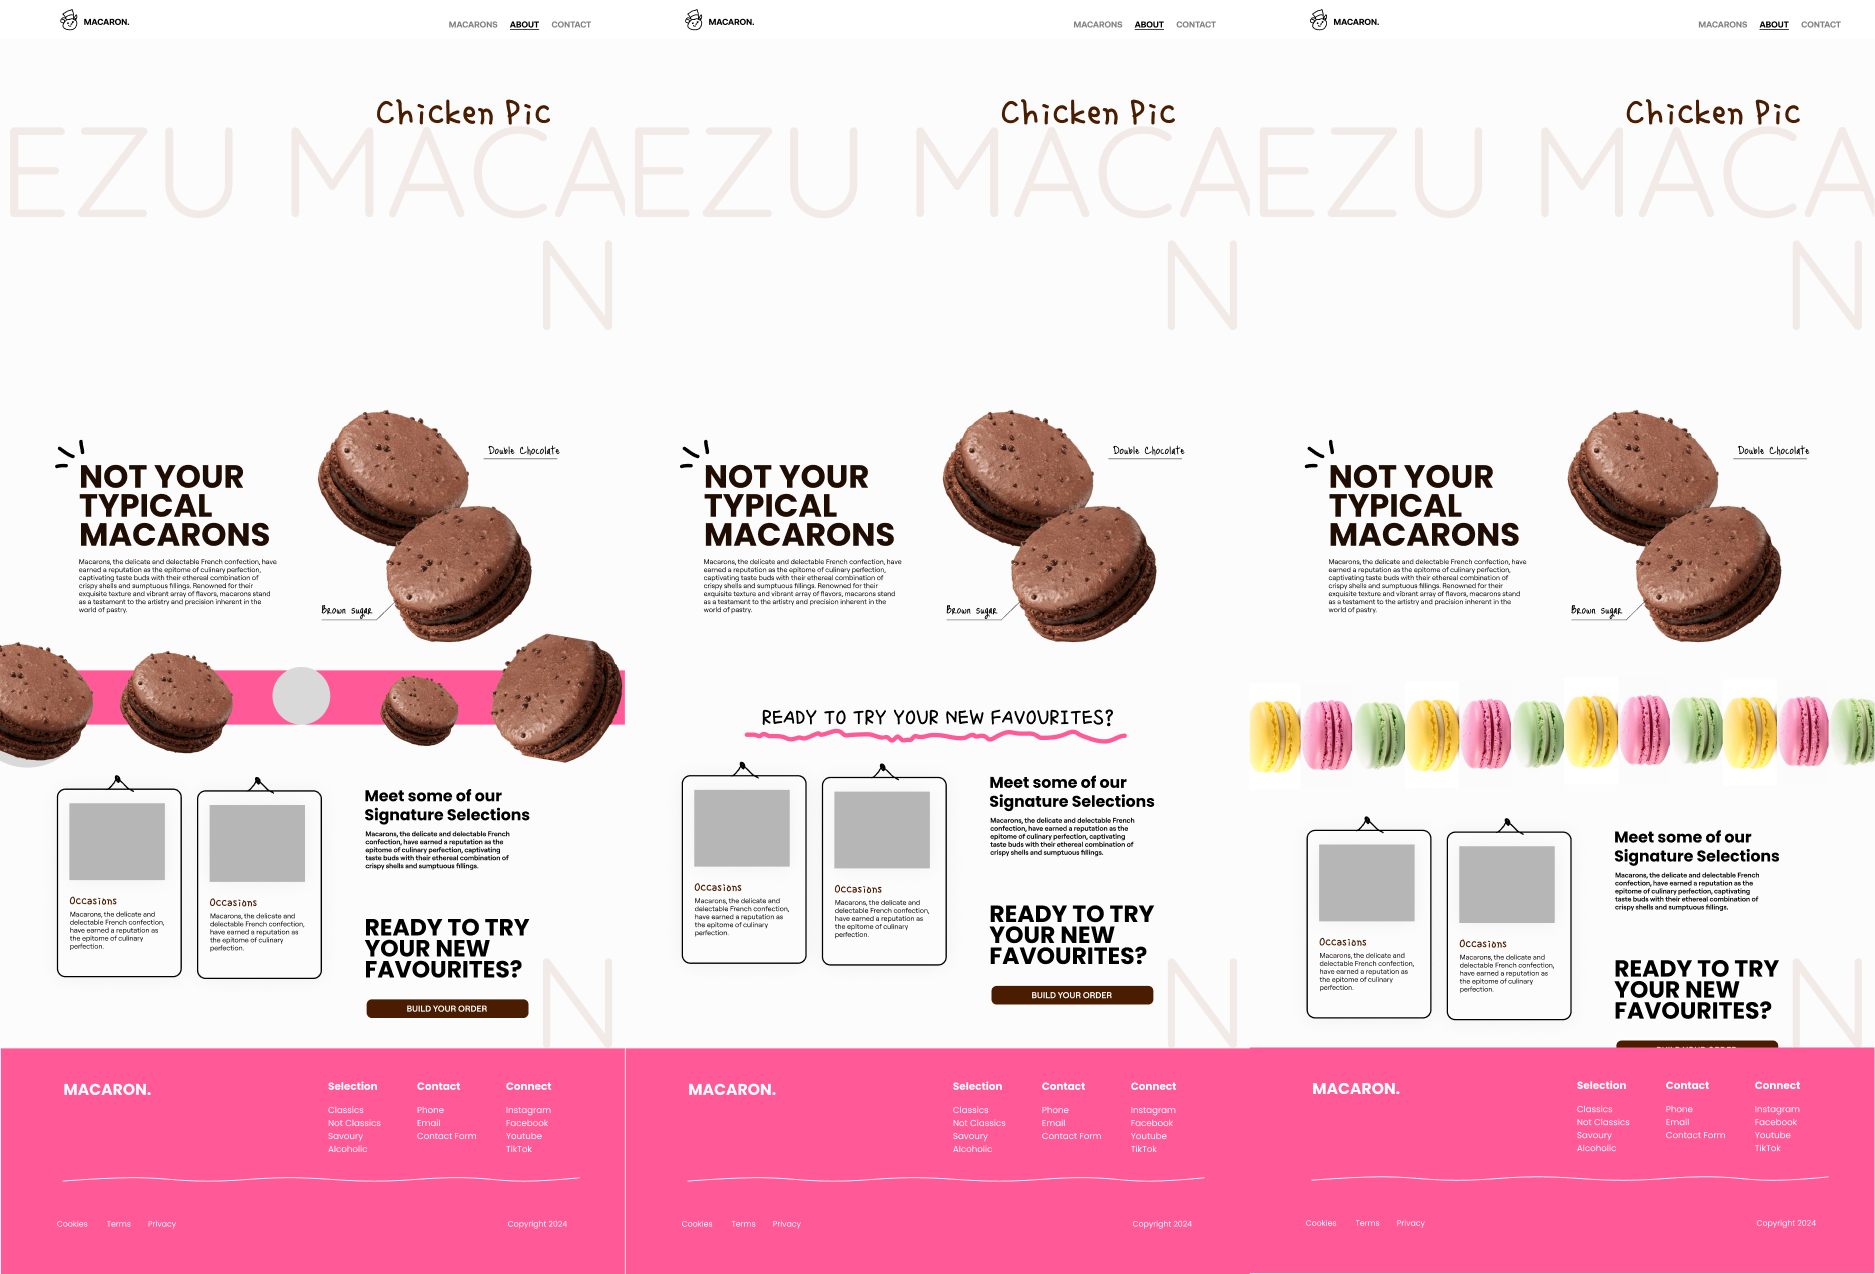 MACARON.
MACARONS ABOUT CONTACT
Chicken Pic
EZU MACA
N
NOT YOUR
TYPICAL
MACARONS
Macarons, the delicate and delectable French confection, have
earned a reputation as the epitome of culinary perfection,
captivating taste buds with their ethereal combination of
crispy shells and sumptuous fillings. Renowned for their
exquisite texture and vibrant array of flavors, macarons stand
as a testament to the artistry and precision inherent in the
world of pastry.
Double Chocolate
Brown sugar
Occasions
Macarons, the delicate and
delectable French confection,
have earned a reputation as
the epitome of culinary
perfection.
Occasions
Macarons, the delicate and
delectable French confection,
have earned a reputation as
the epitome of culinary
perfection.
Meet some of our
Signature Selections
Macarons, the delicate and delectable French
confection, have earned a reputation as the
epitome of culinary perfection, captivating
taste buds with their ethereal combination of
crispy shells and sumptuous fillings.
READY TO TRY
YOUR NEW
FAVOURITES?
BUILD YOUR ORDER
N
MACARON.
Selection
Classics
Not Classics
Savoury
Alcoholic
Contact
Phone
Email
Contact Form
Connect
Instagram
Facebook
Youtube
TikTok
Cookies Terms Privacy
Copyright 2024
MACARON.
MACARONS ABOUT CONTACT
Chicken Pic
EZU MACA
N
NOT YOUR
TYPICAL
MACARONS
Macarons, the delicate and delectable French confection, have
earned a reputation as the epitome of culinary perfection,
captivating taste buds with their ethereal combination of
crispy shells and sumptuous fillings. Renowned for their
exquisite texture and vibrant array of flavors, macarons stand
as a testament to the artistry and precision inherent in the
world of pastry.
Double Chocolate
Brown sugar
READY TO TRY YOUR NEW FAVOURITES?
Occasions
Macarons, the delicate and
delectable French confection,
have earned a reputation as
the epitome of culinary
perfection.
Occasions
Macarons, the delicate and
delectable French confection,
have earned a reputation as
the epitome of culinary
perfection.
Meet some of our
Signature Selections
Macarons, the delicate and delectable French
confection, have earned a reputation as the
epitome of culinary perfection, captivating
taste buds with their ethereal combination of
crispy shells and sumptuous fillings.
READY TO TRY
YOUR NEW
FAVOURITES?
BUILD YOUR ORDER
N
MACARON.
Selection
Classics
Not Classics
Savoury
Alcoholic
Contact
Phone
Email
Contact Form
Connect
Instagram
Facebook
Youtube
TikTok
Cookies Terms Privacy
Copyright 2024
MACARON.
MACARONS ABOUT CONTACT
Chicken Pic
EZU MACA
N
NOT YOUR
TYPICAL
MACARONS
Macarons, the delicate and delectable French confection, have
earned a reputation as the epitome of culinary perfection,
captivating taste buds with their ethereal combination of
crispy shells and sumptuous fillings. Renowned for their
exquisite texture and vibrant array of flavors, macarons stand
as a testament to the artistry and precision inherent in the
world of pastry.
Double Chocolate
Brown sugar
Occasions
Macarons, the delicate and
delectable French confection,
have earned a reputation as
the epitome of culinary
perfection.
Occasions
Macarons, the delicate and
delectable French confection,
have earned a reputation as
the epitome of culinary
perfection.
Meet some of our
Signature Selections
Macarons, the delicate and delectable French
confection, have earned a reputation as the
epitome of culinary perfection, captivating
taste buds with their ethereal combination of
crispy shells and sumptuous fillings.
READY TO TRY
YOUR NEW
FAVOURITES?
N
MACARON.
Selection
Classics
Not Classics
Savoury
Alcoholic
Contact
Phone
Email
Contact Form
Connect
Instagram
Facebook
Youtube
TikTok
Cookies Terms Privacy
Copyright 2024